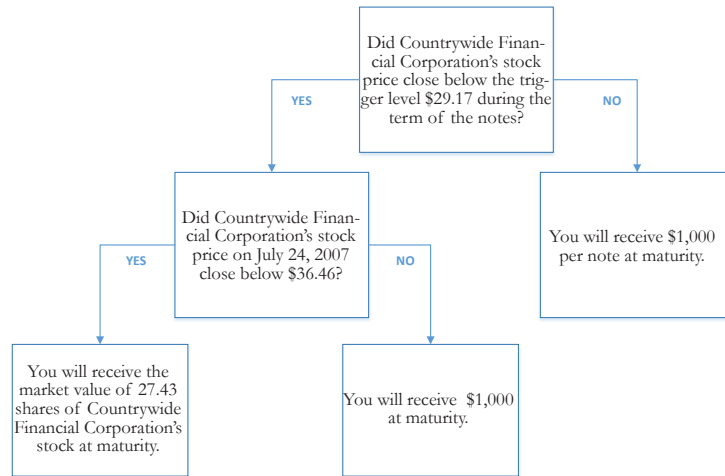 Did Countrywide Finan-
cial Corporation's stock
price close below the trig-
ger level $29.17 during the
term of the notes?
YES
NO
Did Countrywide Finan-
cial Corporation's stock
price on July 24, 2007
close below $36.46?
You will receive $1,000
per note at maturity.
YES
NO
You will receive the
market value of 27.43
shares of Countrywide
Financial Corporation's
stock at maturity.
You will receive $1,000
at maturity.